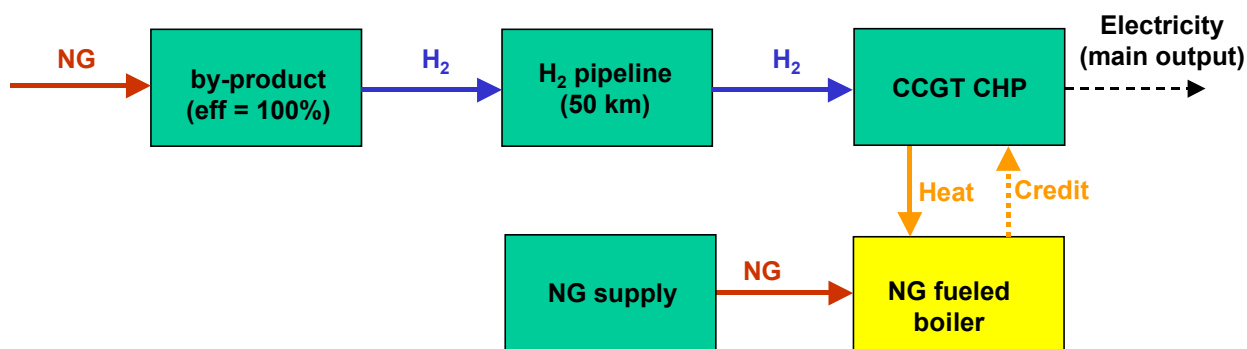 NG
by-product
(eff = 100%)
H2
H2 pipeline
(50 km)
H2
CCGT CHP
Electricity
(main output)
Heat
Credit
NG supply
NG
NG fueled
boiler